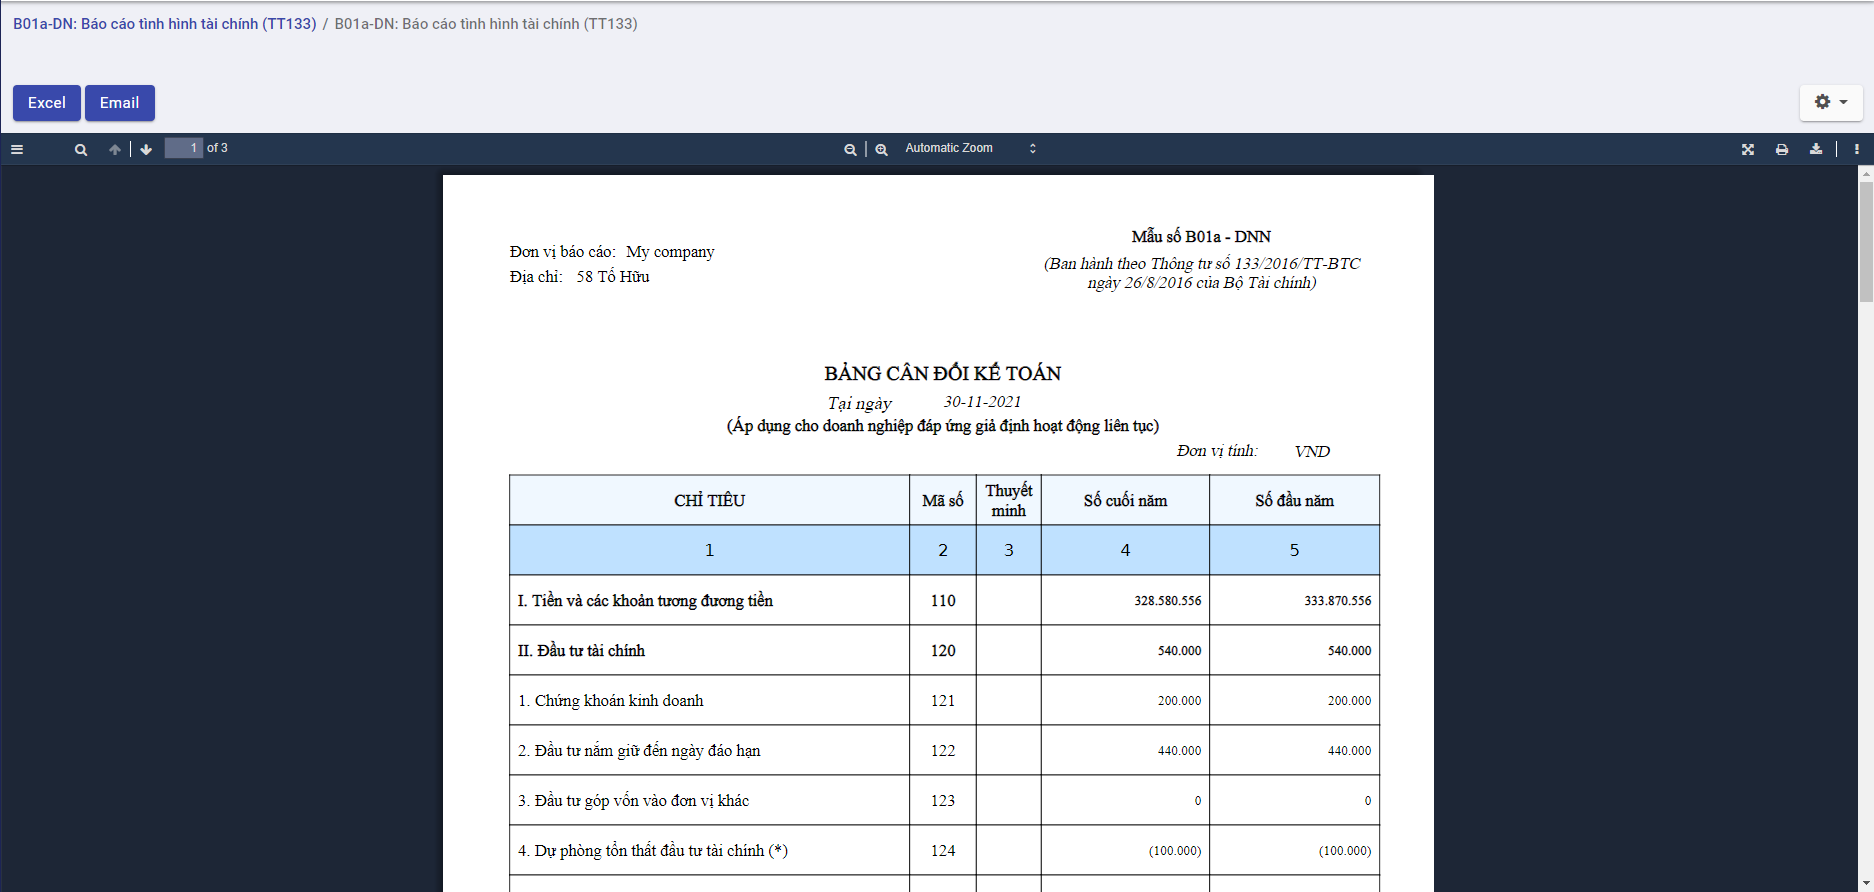 B01a-DN: Báo cáo tình hình tài chính (TT133) / B01a-DN: Báo cáo tình hình tài chính (TT133)
Excel Email
1 of 3 Automatic Zoom
Mẫu số B01a - DNN
Đơn vị báo cáo: My company
(Ban hành theo Thông tư số 133/2016/TT-BTC
Địa chỉ: 58 Tố Hữu
ngày 26/8/2016 của Bộ Tài chính)
BẢNG CÂN ĐỐI KẾ TOÁN
Tại ngày 30-11-2021
(Áp dụng cho doanh nghiệp đáp ứng giả định hoạt động liên tục)
Đơn vị tính: VND
CHỈ TIÊU Mã số Thuyết minh Số cuối năm Số đầu năm
1 2 3 4 5
I. Tiền và các khoản tương đương tiền 110 328.580.556 333.870.556
II. Đầu tư tài chính 120 540.000 540.000
1. Chứng khoán kinh doanh 121 200.000 200.000
2. Đầu tư nắm giữ đến ngày đáo hạn 122 440.000 440.000
3. Đầu tư góp vốn vào đơn vị khác 123 0 0
4. Dự phòng tổn thất đầu tư tài chính (*) 124 (100.000) (100.000)